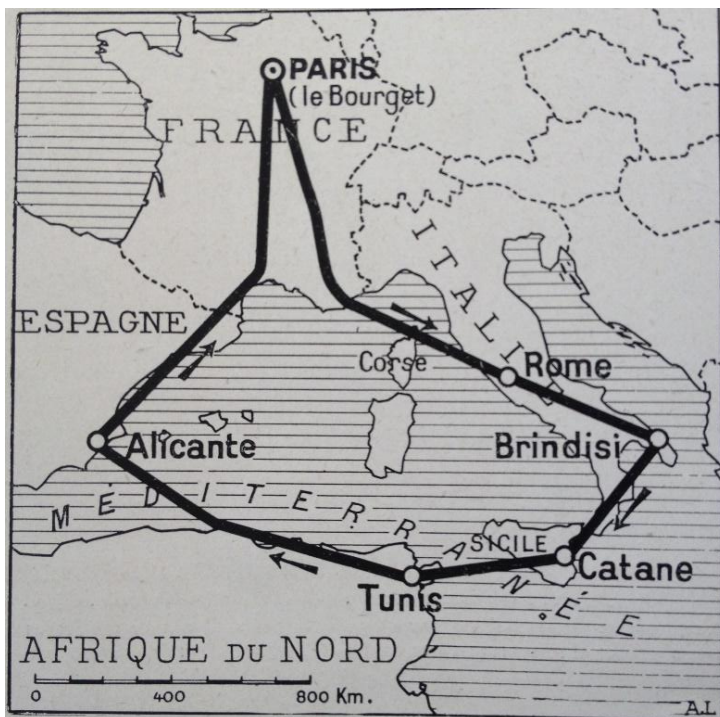 PARIS
(le Bourget)
FRANCE
ITALIE
ESPAGNE
Corse
Rome
Alicante
Brindisi
MÉDITERRANÉE
SICILE
Catane
Tunis
AFRIQUE DU NORD
0 400 800 Km.
A.L